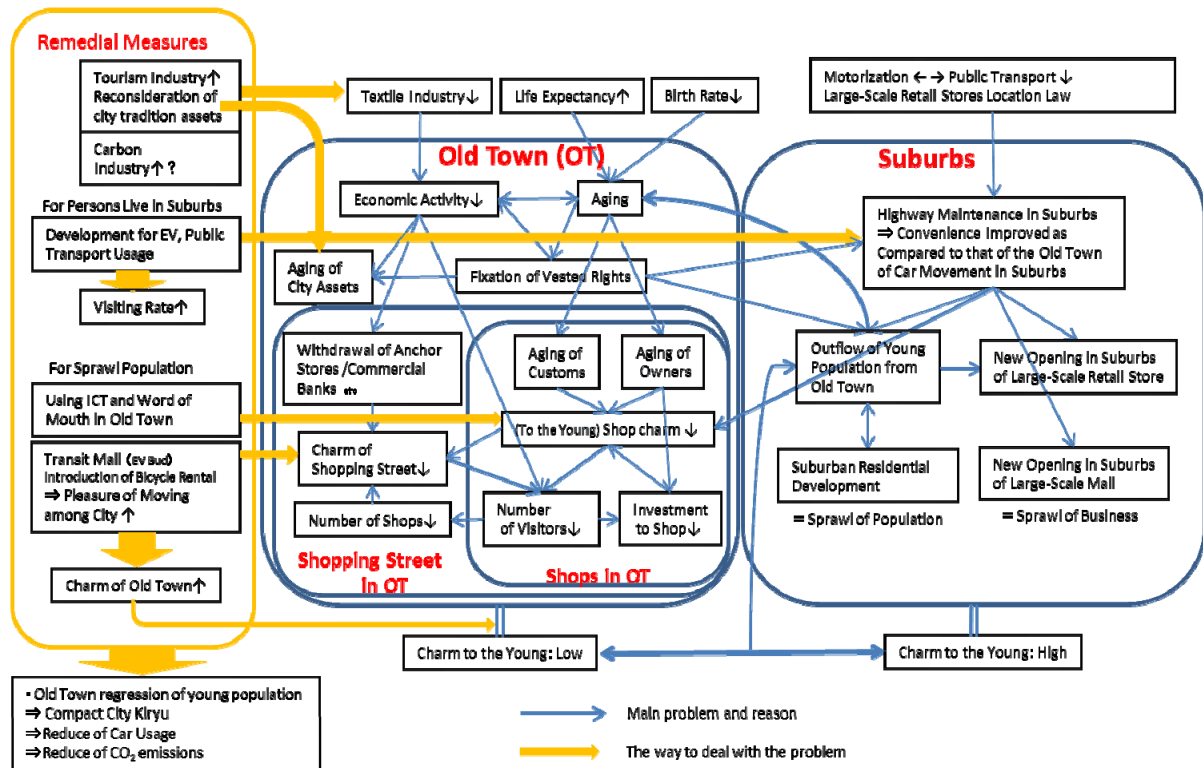 Remedial Measures
Tourism Industry↑
Reconsideration of
city tradition assets
Carbon
Industry↑ ?
For Persons Live in Suburbs
Development for EV, Public
Transport Usage
Visiting Rate↑
For Sprawl Population
Using ICT and Word of
Mouth in Old Town
Transit Mall (EV Bud)
Introduction of Bicycle Rental
⇒ Pleasure of Moving
among City ↑
Charm of Old Town↑
・Old Town regression of young population
⇒ Compact City Kiryu
⇒ Reduce of Car Usage
⇒ Reduce of CO₂ emissions
Textile Industry↓
Life Expectancy↑
Birth Rate↓
Old Town (OT)
Economic Activity↓
Aging
Aging of
City Assets
Fixation of Vested Rights
Withdrawal of Anchor
Stores /Commercial
Banks etc
Aging of
Customs
Aging of
Owners
(To the Young) Shop charm ↓
Charm of
Shopping Street↓
Number of Shops↓
Number
of Visitors↓
Investment
to Shop↓
Shopping Street
in OT
Shops in OT
Charm to the Young: Low
Motorization ← → Public Transport ↓
Large-Scale Retail Stores Location Law
Suburbs
Highway Maintenance in Suburbs
⇒ Convenience Improved as
Compared to that of the Old Town
of Car Movement in Suburbs
Outflow of Young
Population from
Old Town
New Opening in Suburbs
of Large-Scale Retail Store
Suburban Residential
Development
= Sprawl of Population
New Opening in Suburbs
of Large-Scale Mall
= Sprawl of Business
Charm to the Young: High
Main problem and reason
The way to deal with the problem